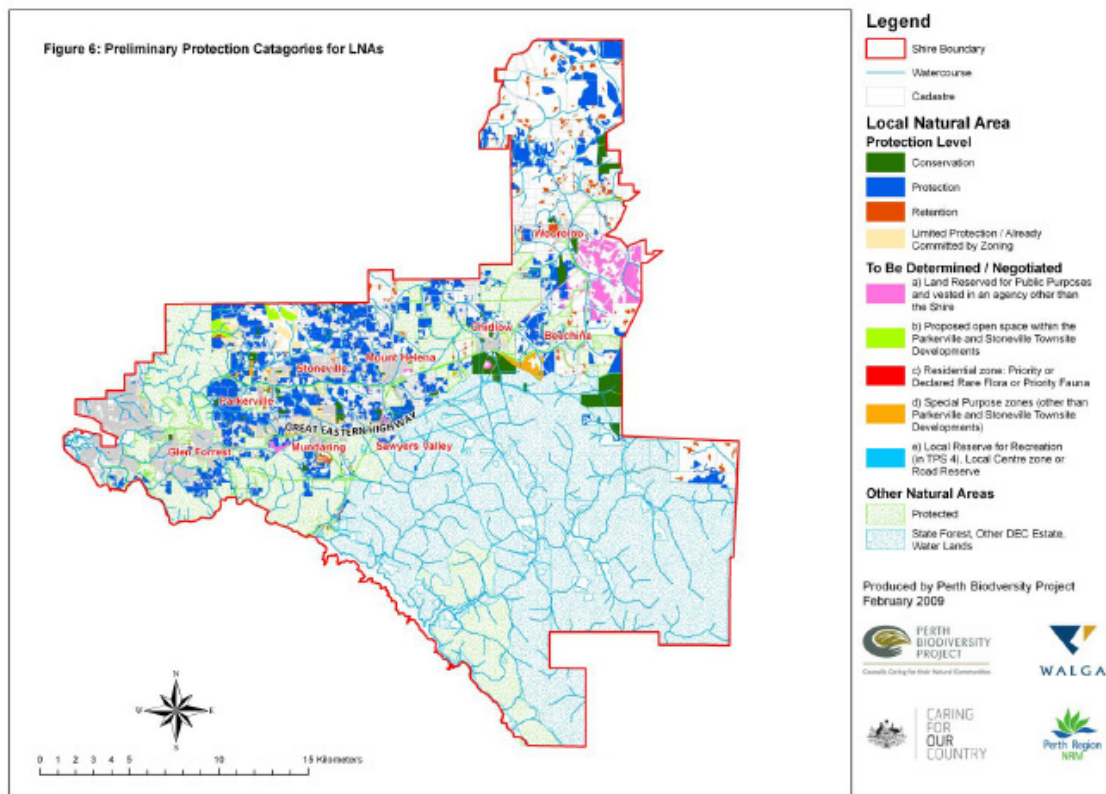 Figure 6: Preliminary Protection Catagories for LNAs
Wooroloo
Chidlow
Beechina
Mount Helena
Stoneville
Parkerville
GREAT EASTERN HIGHWAY
Glen Forrest
Mundaring
Sawyers Valley
N
W
E
S
0 1 2 3 4 5 10 15 Kilometers
Legend
Shire Boundary
Watercourse
Cadastre
Local Natural Area
Protection Level
Conservation
Protection
Retention
Limited Protection / Already
Committed by Zoning
To Be Determined / Negotiated
a) Land Reserved for Public Purposes
and vested in an agency other than
the Shire
b) Proposed open space within the
Parkerville and Stoneville Townsite
Developments
c) Residential zone: Priority or
Declared Rare Flora or Priority Fauna
d) Special Purpose zones (other than
Parkerville and Stoneville Townsite
Developments)
e) Local Reserve for Recreation
(in TPS 4), Local Centre zone or
Road Reserve
Other Natural Areas
Protected
State Forest, Other DEC Estate,
Water Lands
Produced by Perth Biodiversity Project
February 2009
PERTH
BIODIVERSITY
PROJECT
Councils Caring for their Natural Communities
WALGA
CARING
FOR
OUR
COUNTRY
Perth Region
NRM